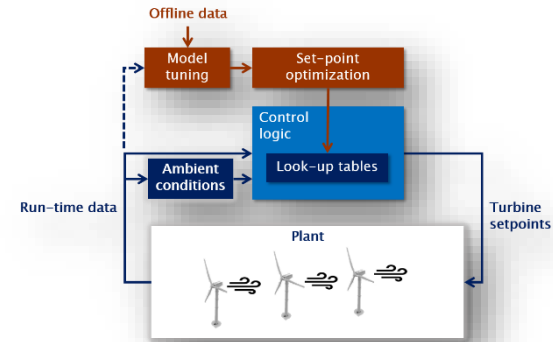 Offline data
Model
tuning
Set-point
optimization
Control
logic
Look-up tables
Ambient
conditions
Run-time data
Turbine
setpoints
Plant